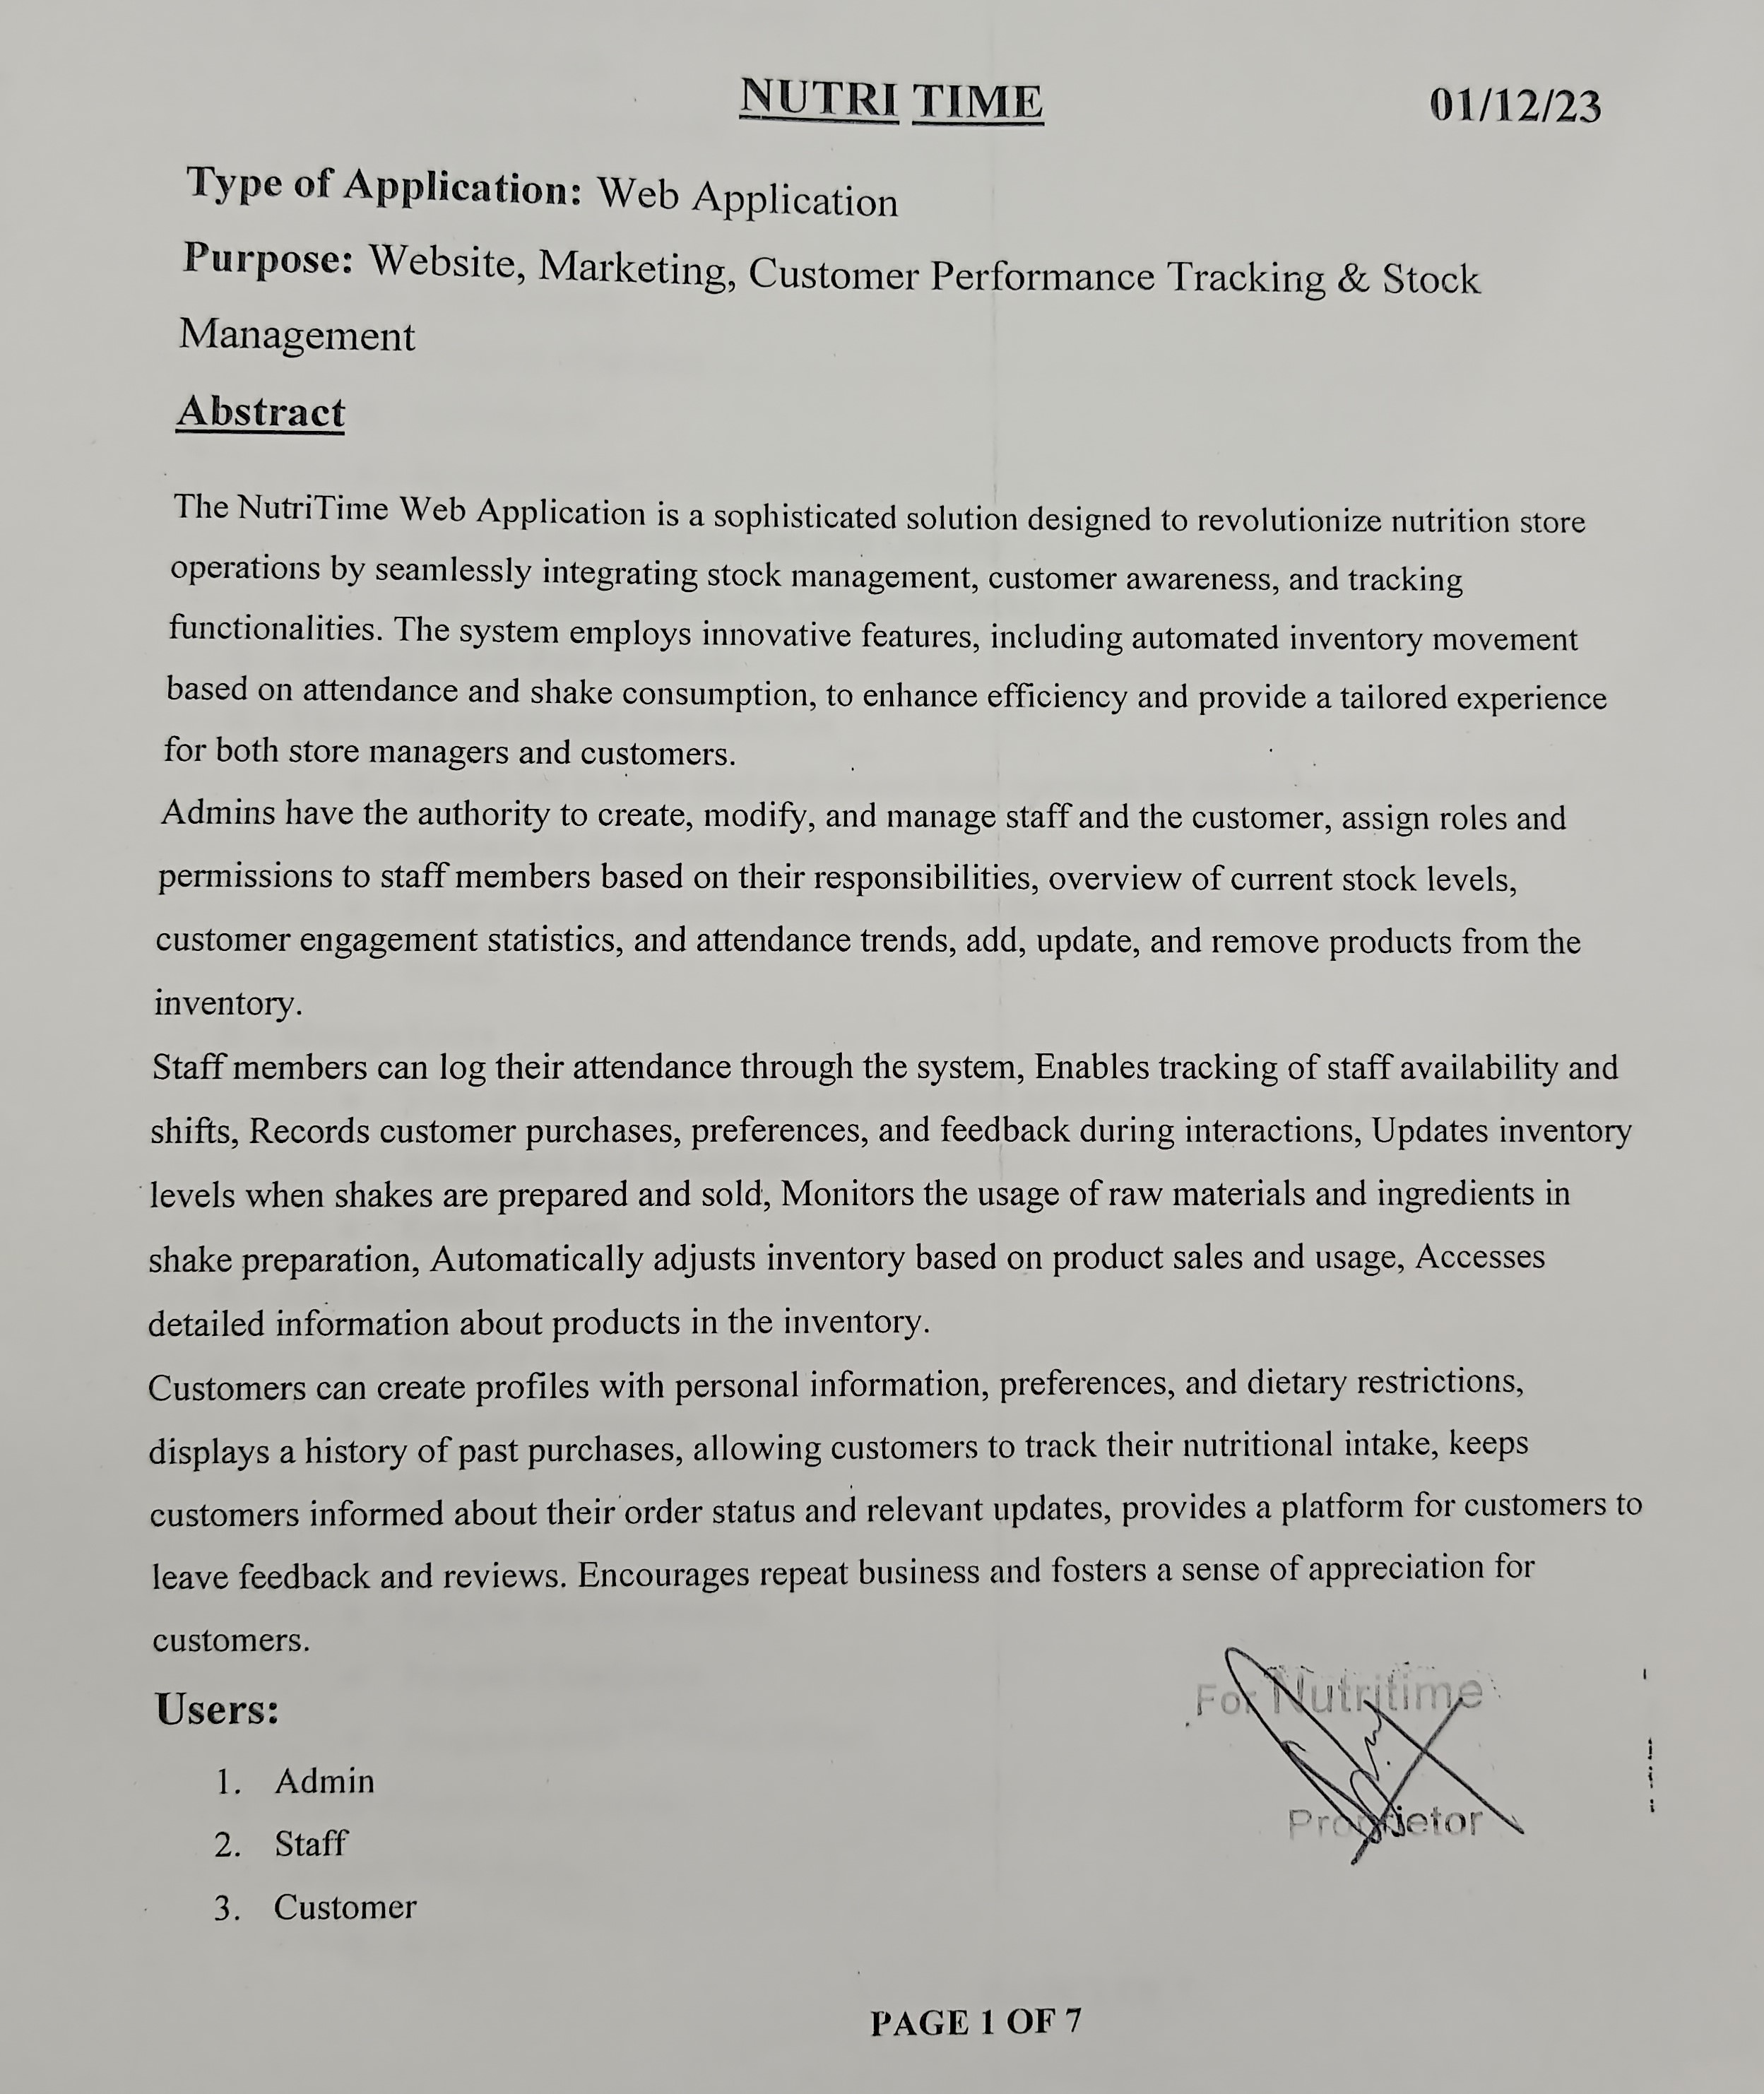 NUTRI TIME
01/12/23
Type of Application: Web Application
Purpose: Website, Marketing, Customer Performance Tracking & Stock
Management
Abstract
The NutriTime Web Application is a sophisticated solution designed to revolutionize nutrition store
operations by seamlessly integrating stock management, customer awareness, and tracking
functionalities. The system employs innovative features, including automated inventory movement
based on attendance and shake consumption, to enhance efficiency and provide a tailored experience
for both store managers and customers.
Admins have the authority to create, modify, and manage staff and the customer, assign roles and
permissions to staff members based on their responsibilities, overview of current stock levels,
customer engagement statistics, and attendance trends, add, update, and remove products from the
inventory.
Staff members can log their attendance through the system, Enables tracking of staff availability and
shifts, Records customer purchases, preferences, and feedback during interactions, Updates inventory
levels when shakes are prepared and sold, Monitors the usage of raw materials and ingredients in
shake preparation, Automatically adjusts inventory based on product sales and usage, Accesses
detailed information about products in the inventory.
Customers can create profiles with personal information, preferences, and dietary restrictions,
displays a history of past purchases, allowing customers to track their nutritional intake, keeps
customers informed about their order status and relevant updates, provides a platform for customers to
leave feedback and reviews. Encourages repeat business and fosters a sense of appreciation for
customers.
Users:
1. Admin
2. Staff
3. Customer
For Nutritime
Proprietor
PAGE 1 OF 7